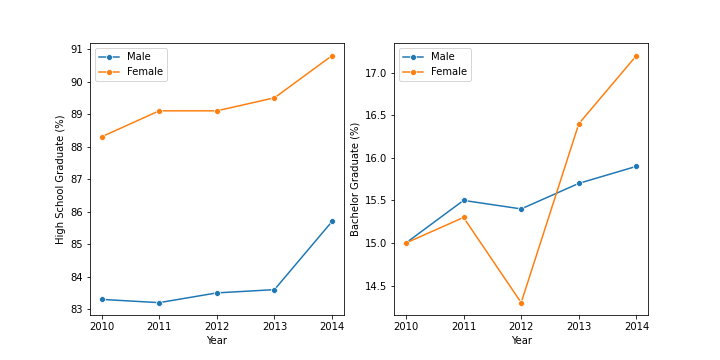 Male
Female
91
90
89
88
87
86
85
84
83
High School Graduate (%)
2010 2011 2012 2013 2014
Year
Male
Female
17.0
16.5
16.0
15.5
15.0
14.5
Bachelor Graduate (%)
2010 2011 2012 2013 2014
Year